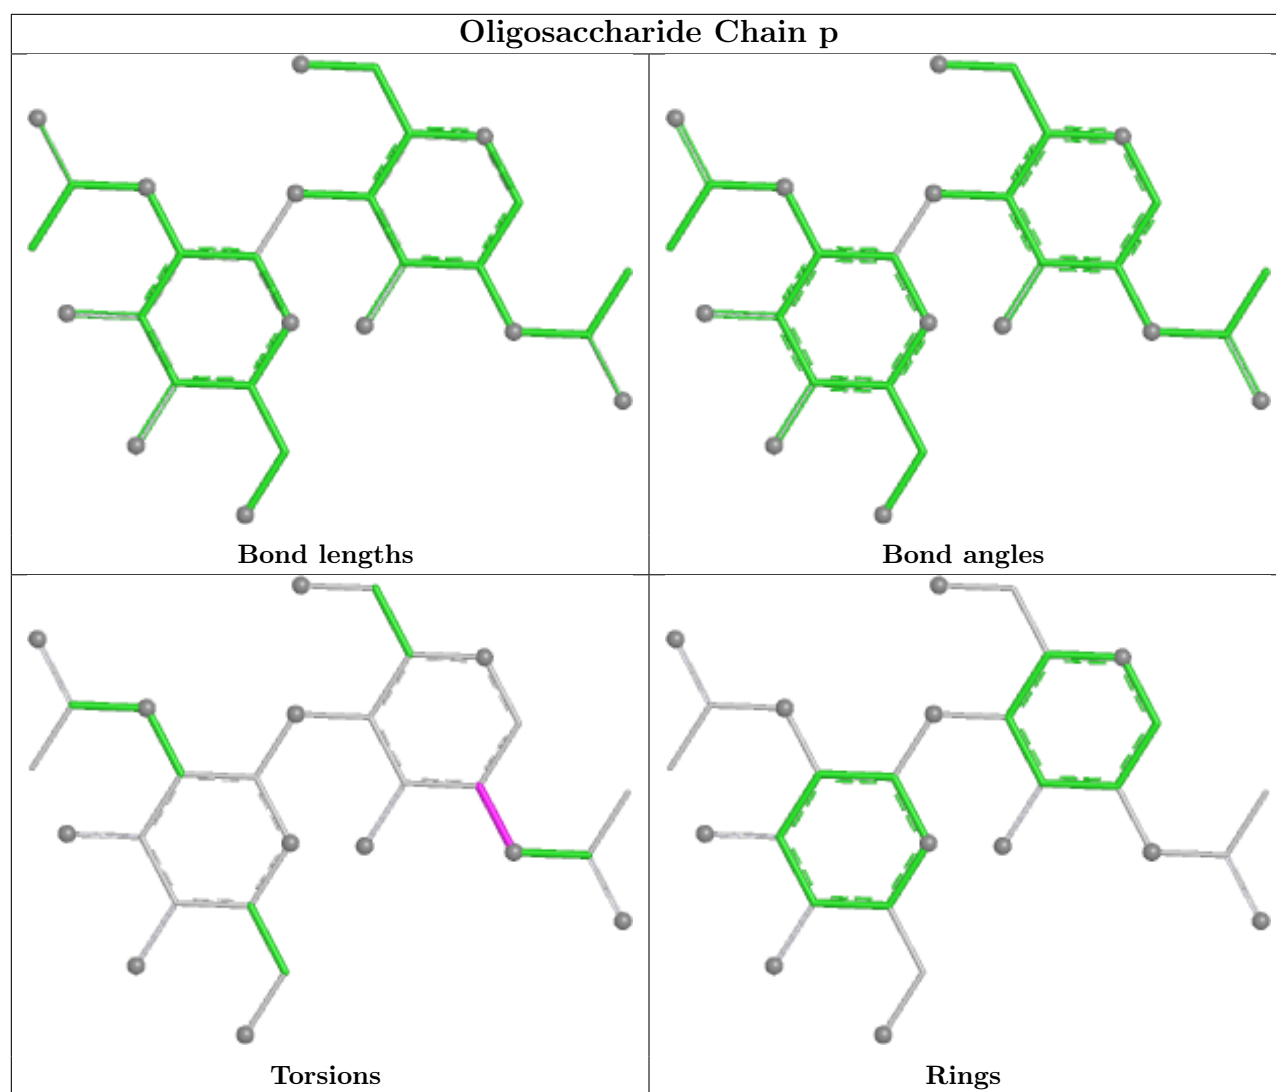 Oligosaccharide Chain p
Bond lengths
Bond angles
Torsions
Rings